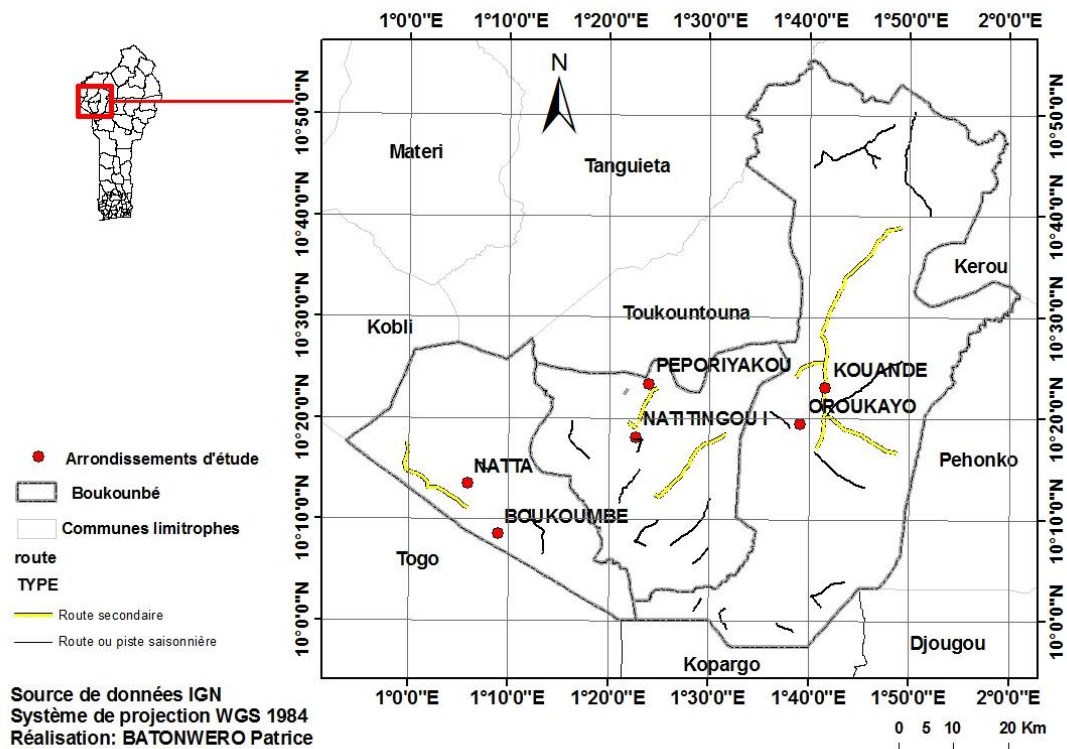 1°0'0"E 1°10'0"E 1°20'0"E 1°30'0"E 1°40'0"E 1°50'0"E 2°0'0"E
N
10°50'0"N 10°50'0"N
Materi
Tanguieta
10°40'0"N 10°40'0"N
Kerou
Toukountouna
10°30'0"N 10°30'0"N
Kobli
PEPORIYAKOU
KOUANDE
OROUKAYO
10°20'0"N 10°20'0"N
NATITINGOU I
NATTA
Pehonko
BOUKOUMBE
10°10'0"N 10°10'0"N
Togo
10°0'0"N 10°0'0"N
Djougou
Kopargo
1°0'0"E 1°10'0"E 1°20'0"E 1°30'0"E 1°40'0"E 1°50'0"E 2°0'0"E
Arrondissements d'étude
Boukounbé
Communes limitrophes
route
TYPE
Route secondaire
Route ou piste saisonnière
Source de données IGN
Système de projection WGS 1984
Réalisation: BATONWERO Patrice
0 5 10 20 Km